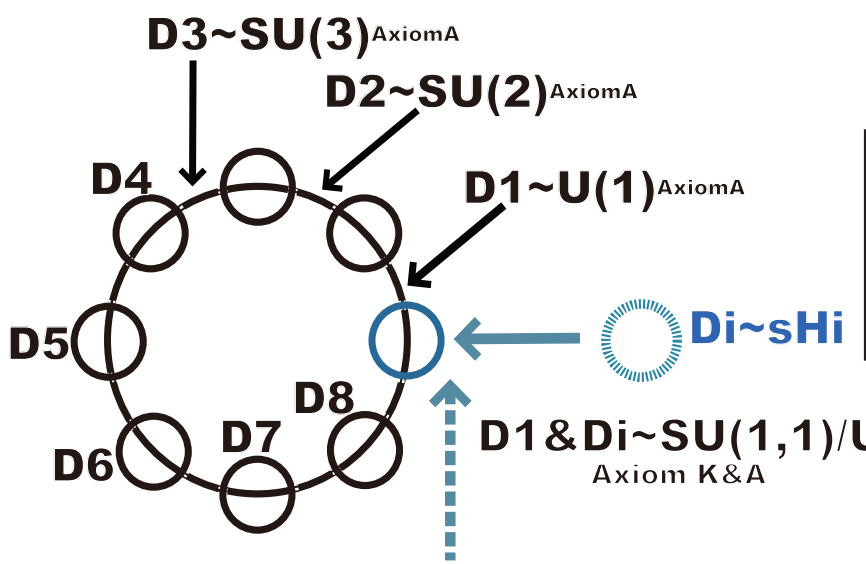 D3~SU(3)AxiomA
D2~SU(2)AxiomA
D4
D1~U(1)AxiomA
D5
Di~sHi
D8
D7
D1&Di~SU(1,1)/U
D6
Axiom K&A